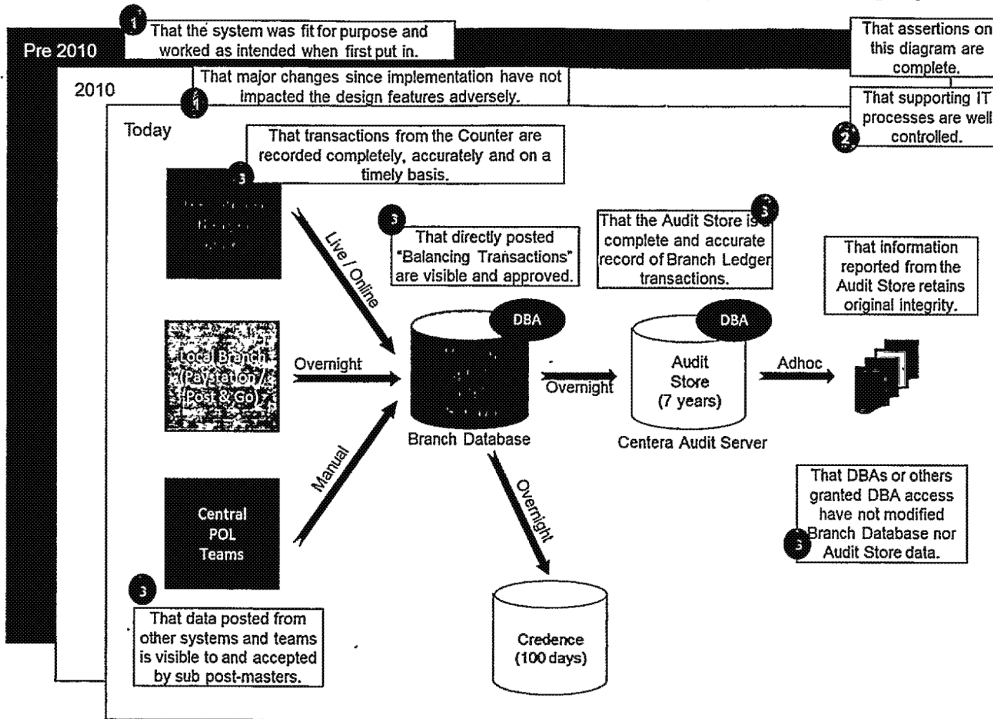 1
That the system was fit for purpose and
worked as intended when first put in.
That assertions on
this diagram are
complete.
Pre 2010
That major changes since implementation have not
impacted the design features adversely.
1
2010
That supporting IT
processes are well
controlled.
2
Today
That transactions from the Counter are
recorded completely, accurately and on a
timely basis.
3
3
That directly posted
"Balancing Transactions"
are visible and approved.
3
That the Audit Store is a
complete and accurate
record of Branch Ledger
transactions.
That information
reported from the
Audit Store retains
original integrity.
Live / Online
DBA
DBA
Local Branch
(Paystation /
Post & Go)
Overnight
Overnight
Audit
Store
(7 years)
Adhoc
Branch Database
Centera Audit Server
Manual
Overnight
Central
POL
Teams
That DBAs or others
granted DBA access
have not modified
Branch Database nor
Audit Store data.
3
3
That data posted from
other systems and teams
is visible to and accepted
by sub post-masters.
Credence
(100 days)